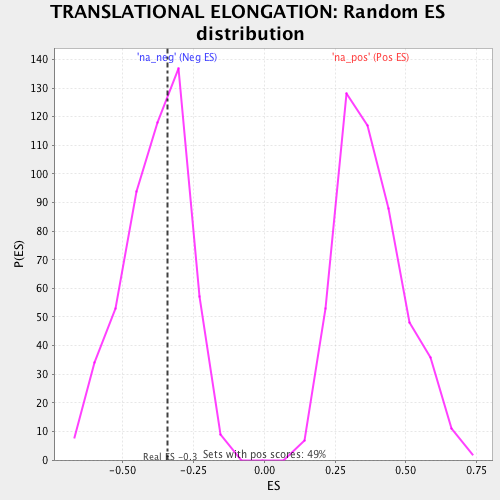 TRANSLATIONAL ELONGATION: Random ES
distribution
'na_neg' (Neg ES)
'na_pos' (Pos ES)
140
130
120
110
100
90
80
70
60
50
40
30
20
10
0
P(ES)
Real ES -0.3
Sets with pos scores: 49%
-0.50
-0.25
0.00
0.25
0.50
0.75
ES